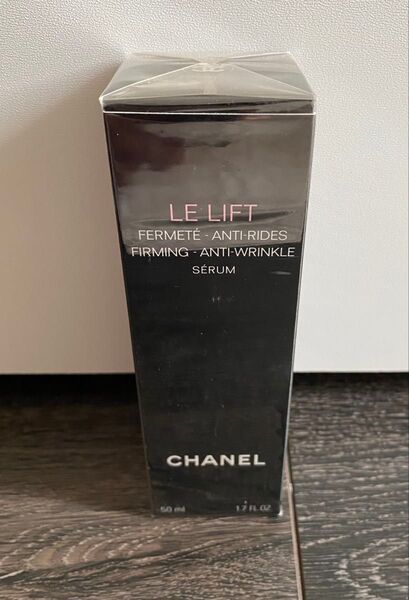 LE LIFT
FERMETÉ - ANTI-RIDES
FIRMING - ANTI-WRINKLE
SÉRUM
CHANEL
50 ml 1.7 FL. OZ.